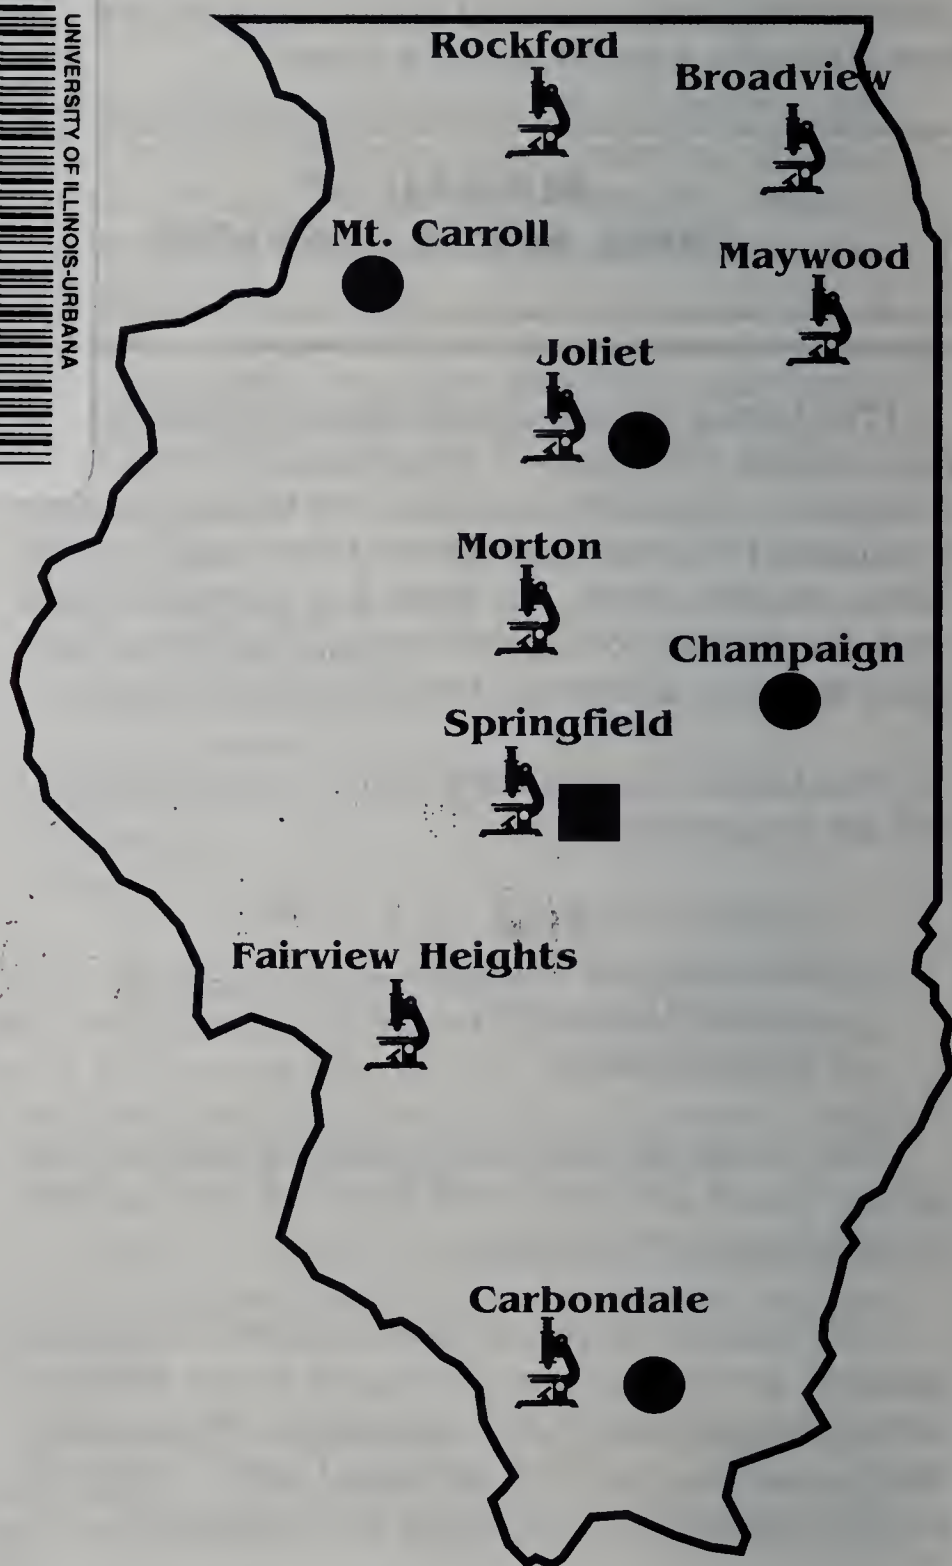 UNIVERSITY OF ILLINOIS-URBANA
Rockford
Broadview
Mt. Carroll
Maywood
Joliet
Morton
Champaign
Springfield
Fairview Heights
Carbondale